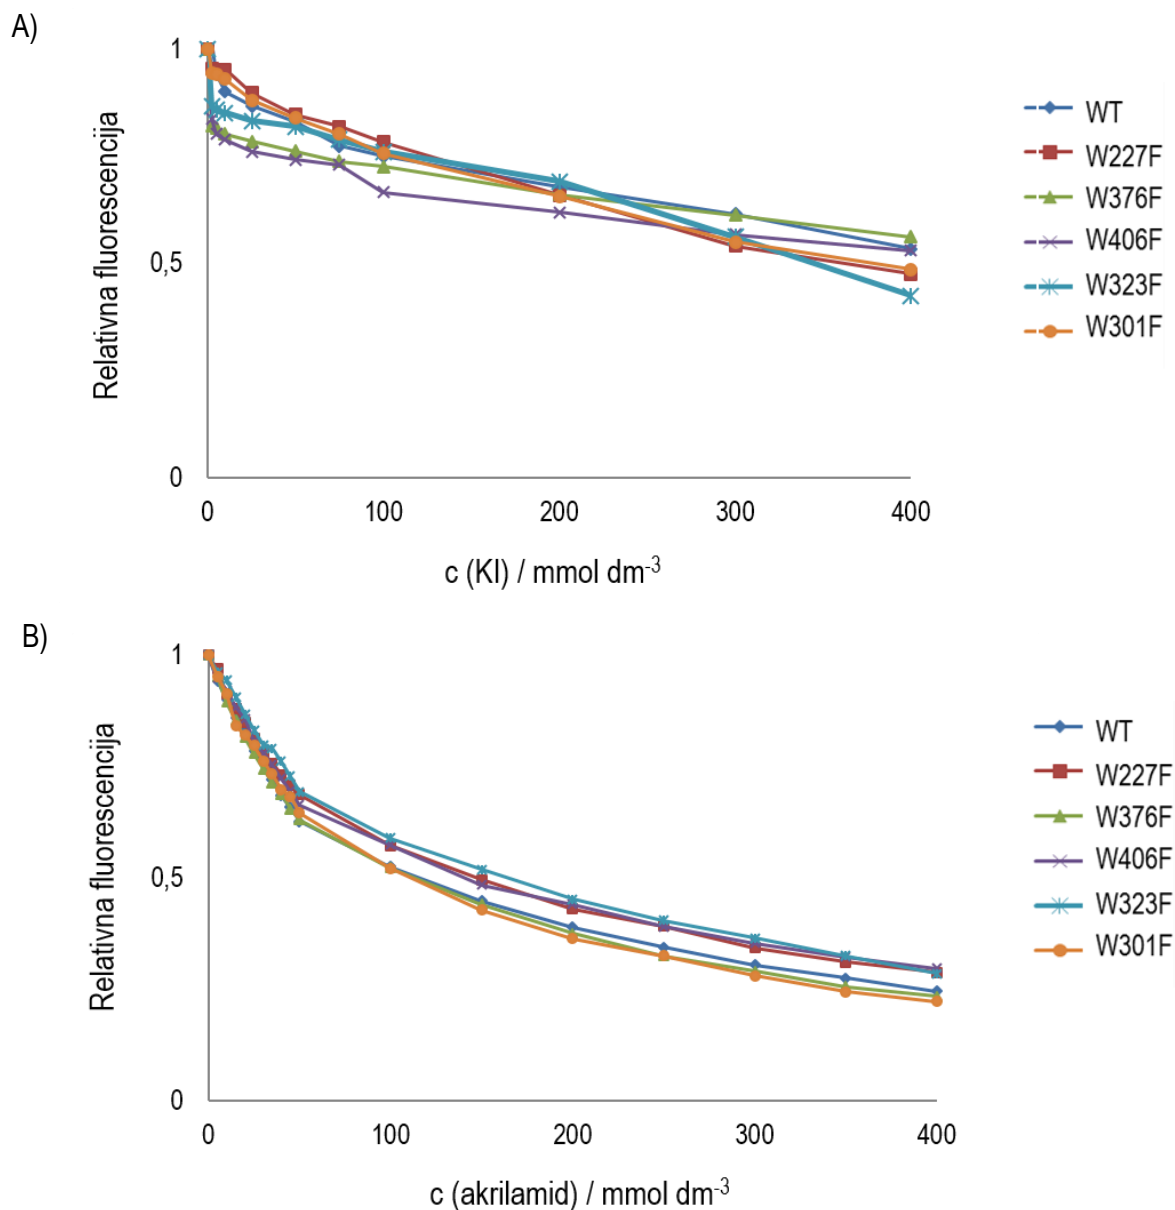 A)
Relativna fluorescencija
1
0,5
0
0 100 200 300 400
c (KI) / mmol dm-3
WT
W227F
W376F
W406F
W323F
W301F
B)
Relativna fluorescencija
1
0,5
0
0 100 200 300 400
c (akrilamid) / mmol dm-3
WT
W227F
W376F
W406F
W323F
W301F